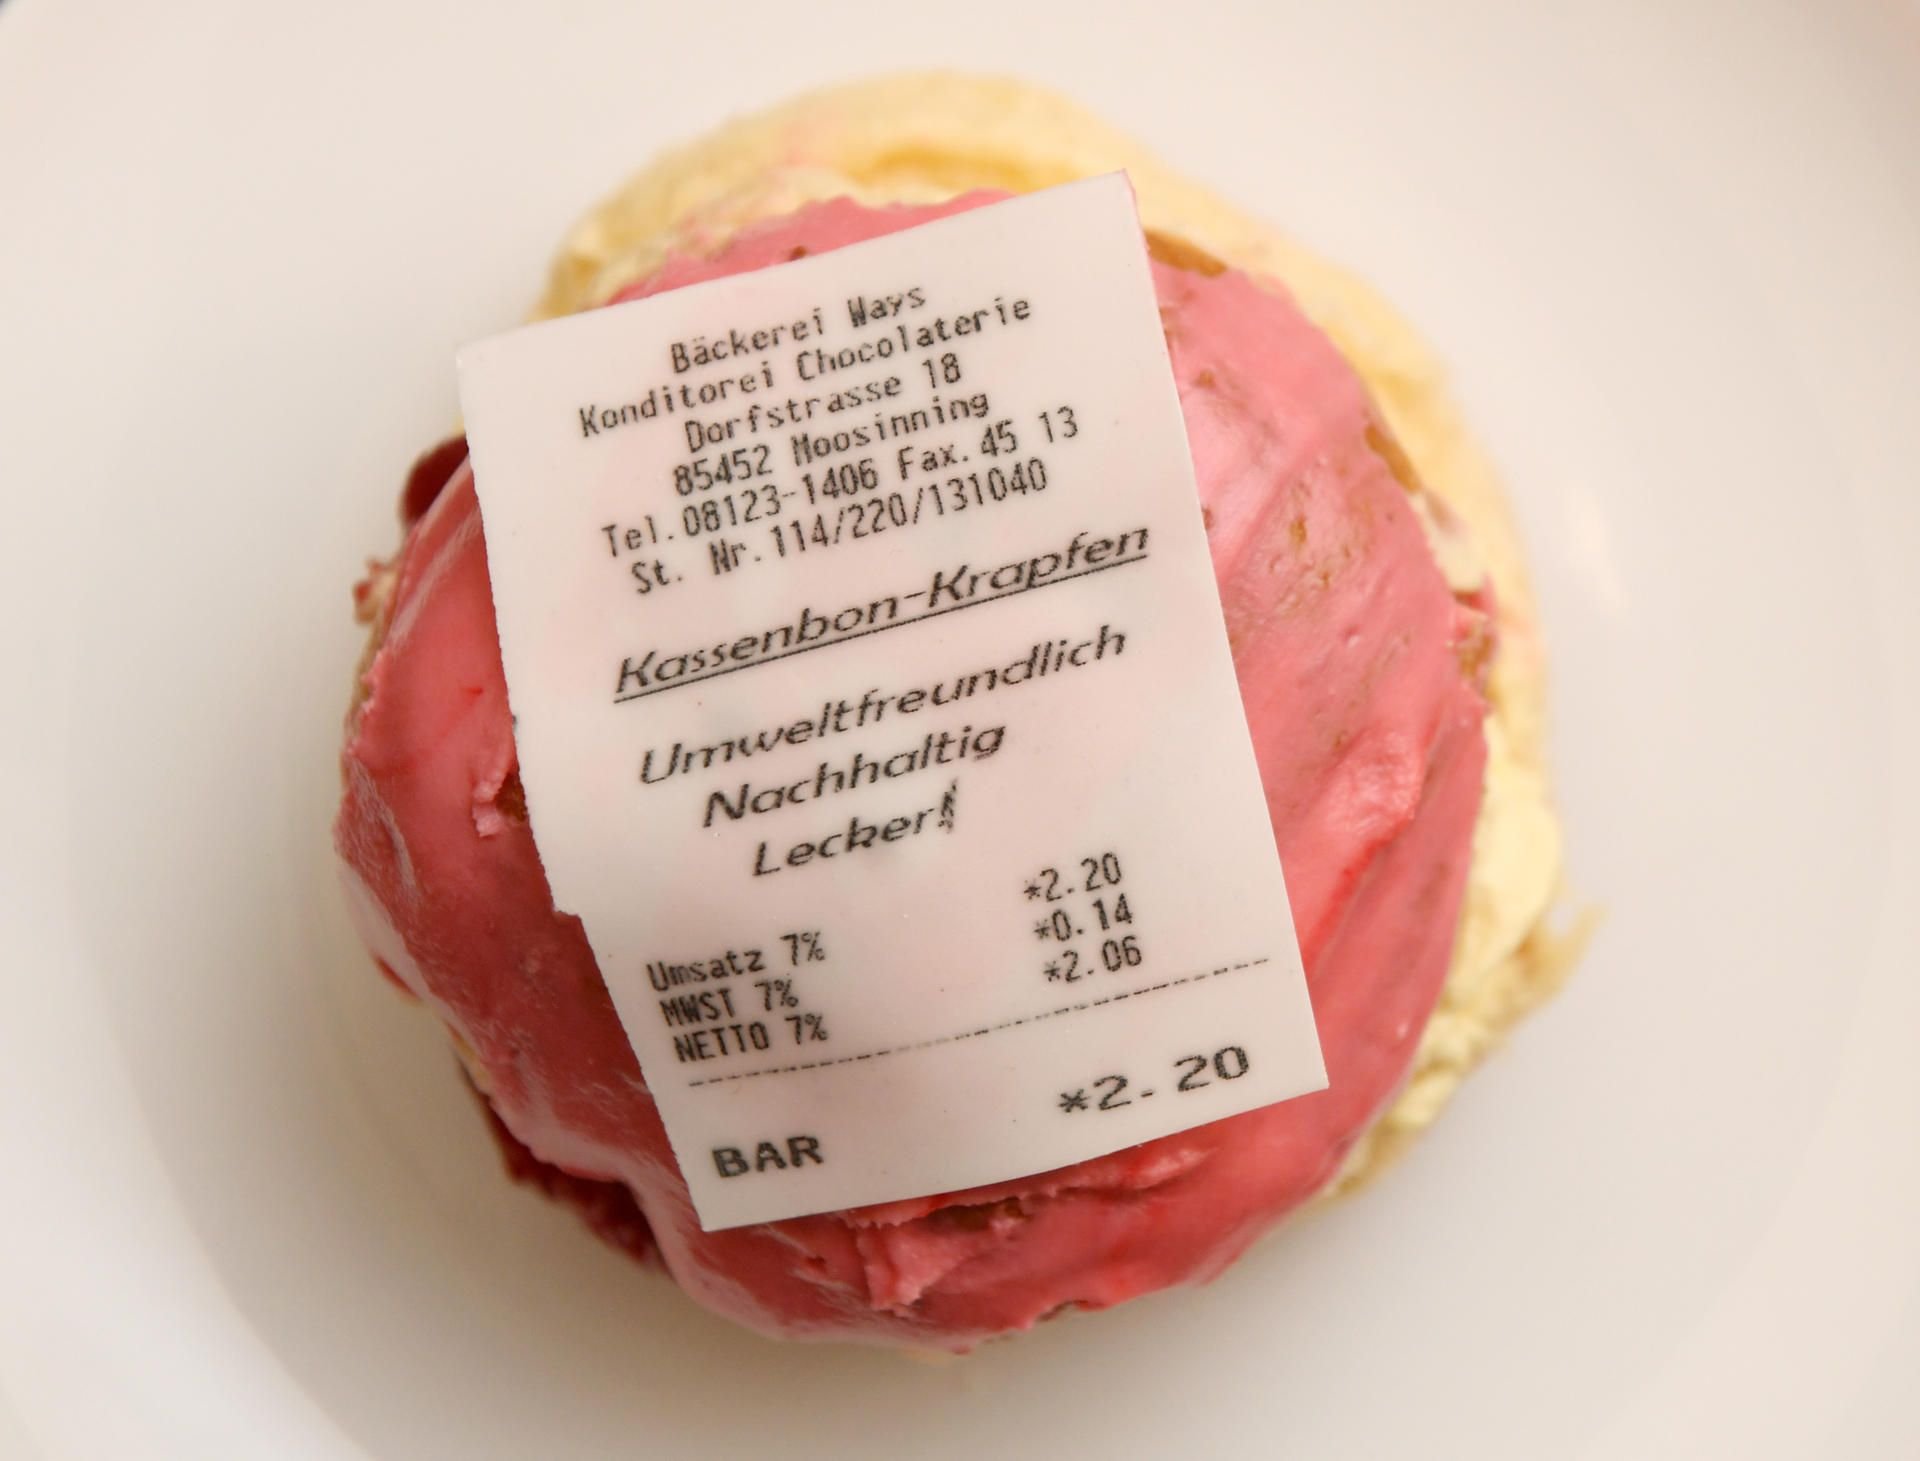 Bäckerei Ways
Konditorei Chocolaterie
Dorfstrasse 18
85452 Moosinning
Tel.08123-1406 Fax.45 13
St. Nr.114/220/131040
Kassenbon-Krapfen
Umweltfreundlich
Nachhaltig
Lecker!
Umsatz 7% *2.20
MWST 7% *0.14
NETTO 7% *2.06
BAR *2.20